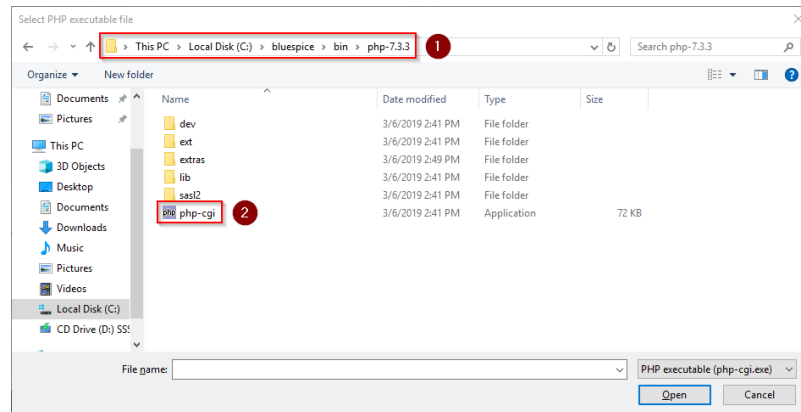 Select PHP executable file
This PC > Local Disk (C:) > bluespice > bin > php-7.3.3
1
Search php-7.3.3
Organize
New folder
Documents
Pictures
This PC
3D Objects
Desktop
Documents
Downloads
Music
Pictures
Videos
Local Disk (C:)
CD Drive (D:) SSS
Name Date modified Type Size
dev 3/6/2019 2:41 PM File folder
ext 3/6/2019 2:41 PM File folder
extras 3/6/2019 2:49 PM File folder
lib 3/6/2019 2:41 PM File folder
sasl2 3/6/2019 2:41 PM File folder
php php-cgi 2 3/6/2019 2:41 PM Application 72 KB
File name:
PHP executable (php-cgi.exe)
Open
Cancel